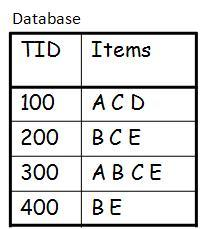 Database
TID Items
100 A C D
200 B C E
300 A B C E
400 B E